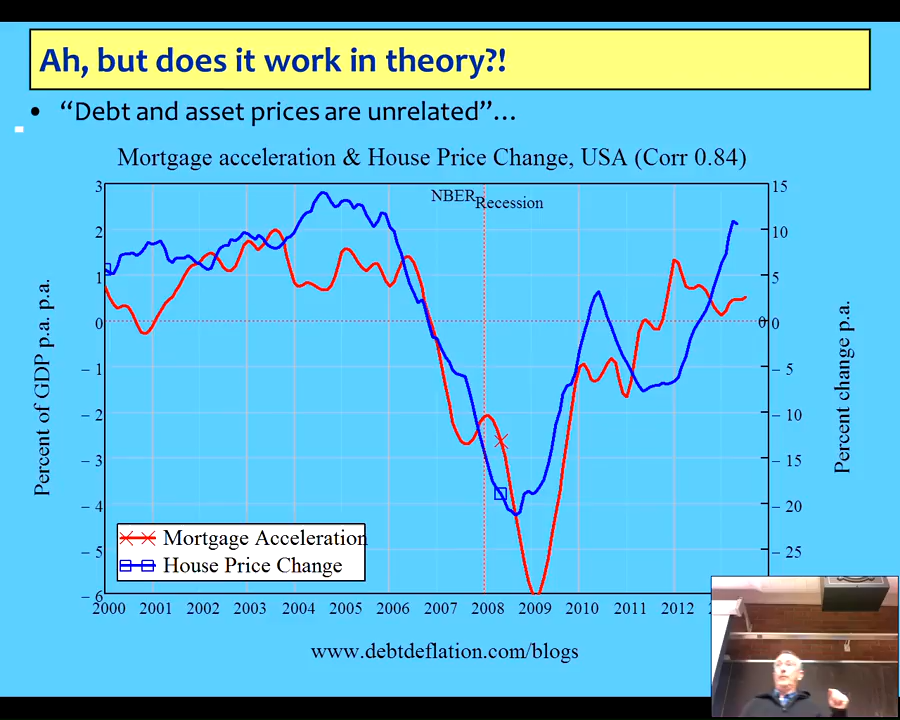 Ah, but does it work in theory?!
• “Debt and asset prices are unrelated”…
Mortgage acceleration & House Price Change, USA (Corr 0.84)
NBER Recession
3
2
1
0
– 1
– 2
– 3
– 4
– 5
– 6
Percent of GDP p.a. p.a.
15
10
5
0 0
– 5
– 10
– 15
– 20
– 25
Percent change p.a.
Mortgage Acceleration
House Price Change
2000 2001 2002 2003 2004 2005 2006 2007 2008 2009 2010 2011 2012
www.debtdeflation.com/blogs